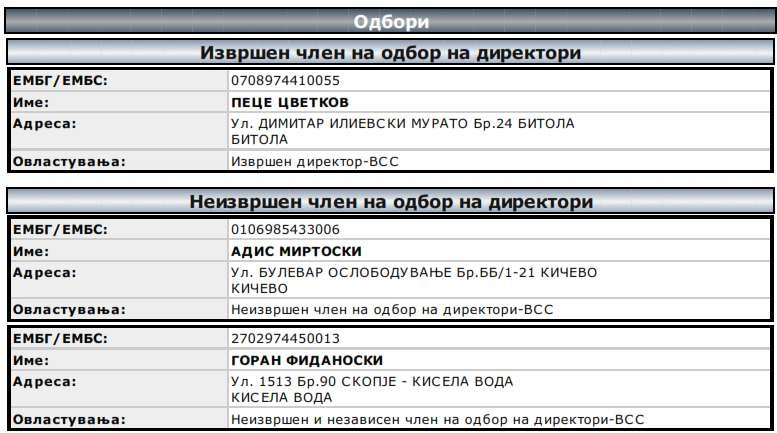 Одбори
Извршен член на одбор на директори
ЕМБГ/ЕМБС: 0708974410055
Име: ПЕЦЕ ЦВЕТКОВ
Адреса: Ул. ДИМИТАР ИЛИЕВСКИ МУРАТО Бр.24 БИТОЛА
БИТОЛА
Овластувања: Извршен директор-ВСС
Неизвршен член на одбор на директори
ЕМБГ/ЕМБС: 0106985433006
Име: АДИС МИРТОСКИ
Адреса: Ул. БУЛЕВАР ОСЛОБОДУВАЊЕ Бр.ББ/1-21 КИЧЕВО
КИЧЕВО
Овластувања: Неизвршен член на одбор на директори-ВСС
ЕМБГ/ЕМБС: 2702974450013
Име: ГОРАН ФИДАНОСКИ
Адреса: Ул. 1513 Бр.90 СКОПЈЕ - КИСЕЛА ВОДА
КИСЕЛА ВОДА
Овластувања: Неизвршен и независен член на одбор на директори-ВСС